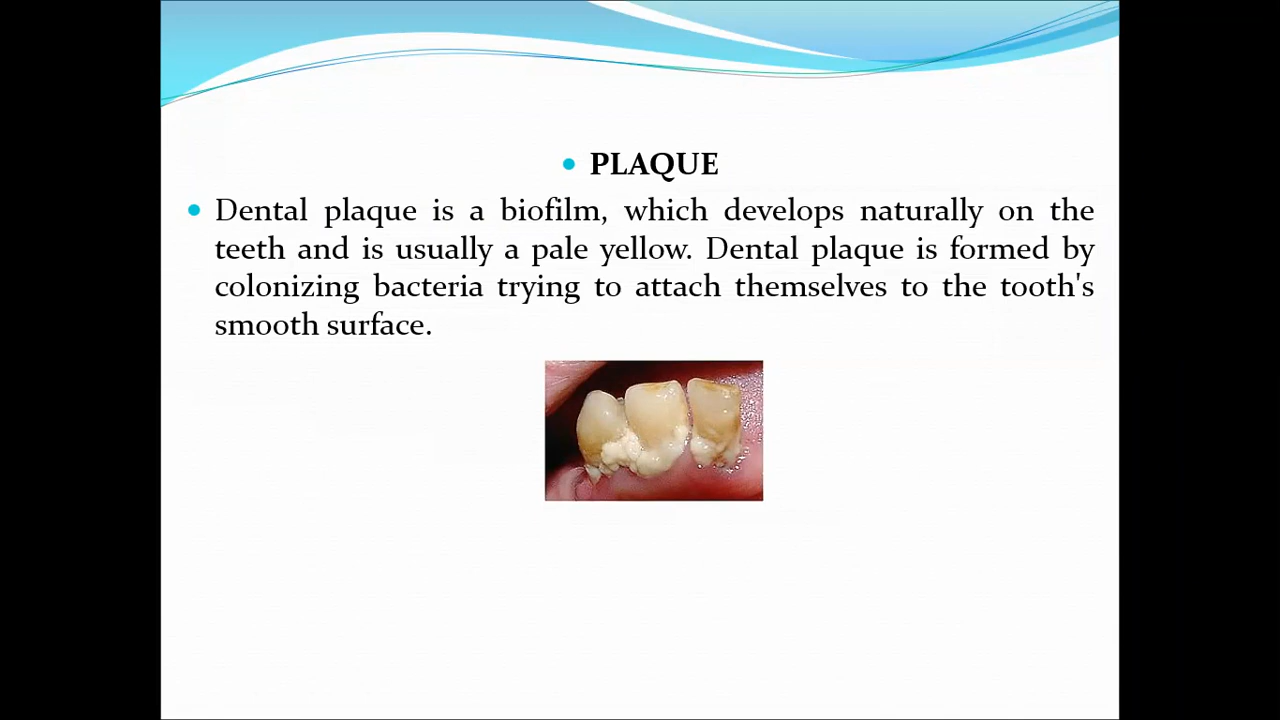 PLAQUE
Dental plaque is a biofilm, which develops naturally on the
teeth and is usually a pale yellow. Dental plaque is formed by
colonizing bacteria trying to attach themselves to the tooth's
smooth surface.